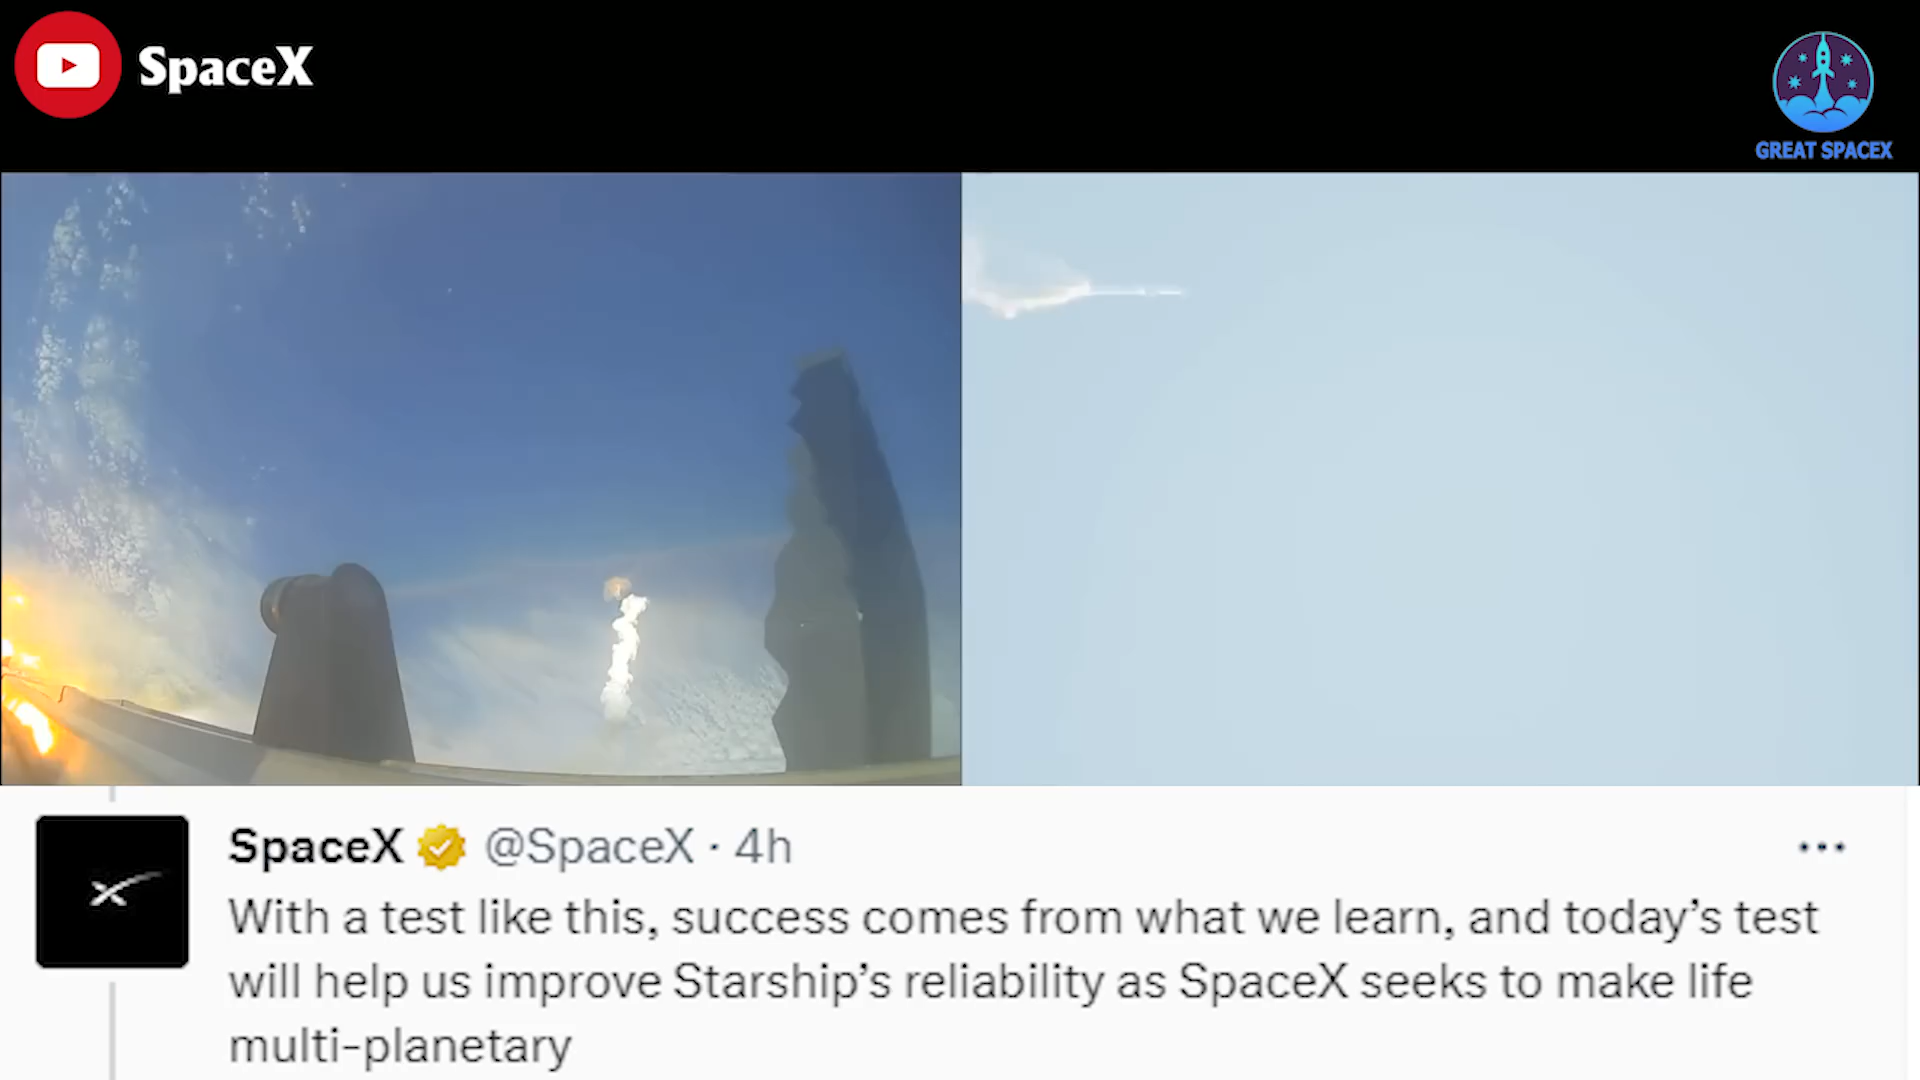 SpaceX
GREAT SPACEX
SpaceX @SpaceX · 4h
With a test like this, success comes from what we learn, and today’s test
will help us improve Starship’s reliability as SpaceX seeks to make life
multi-planetary